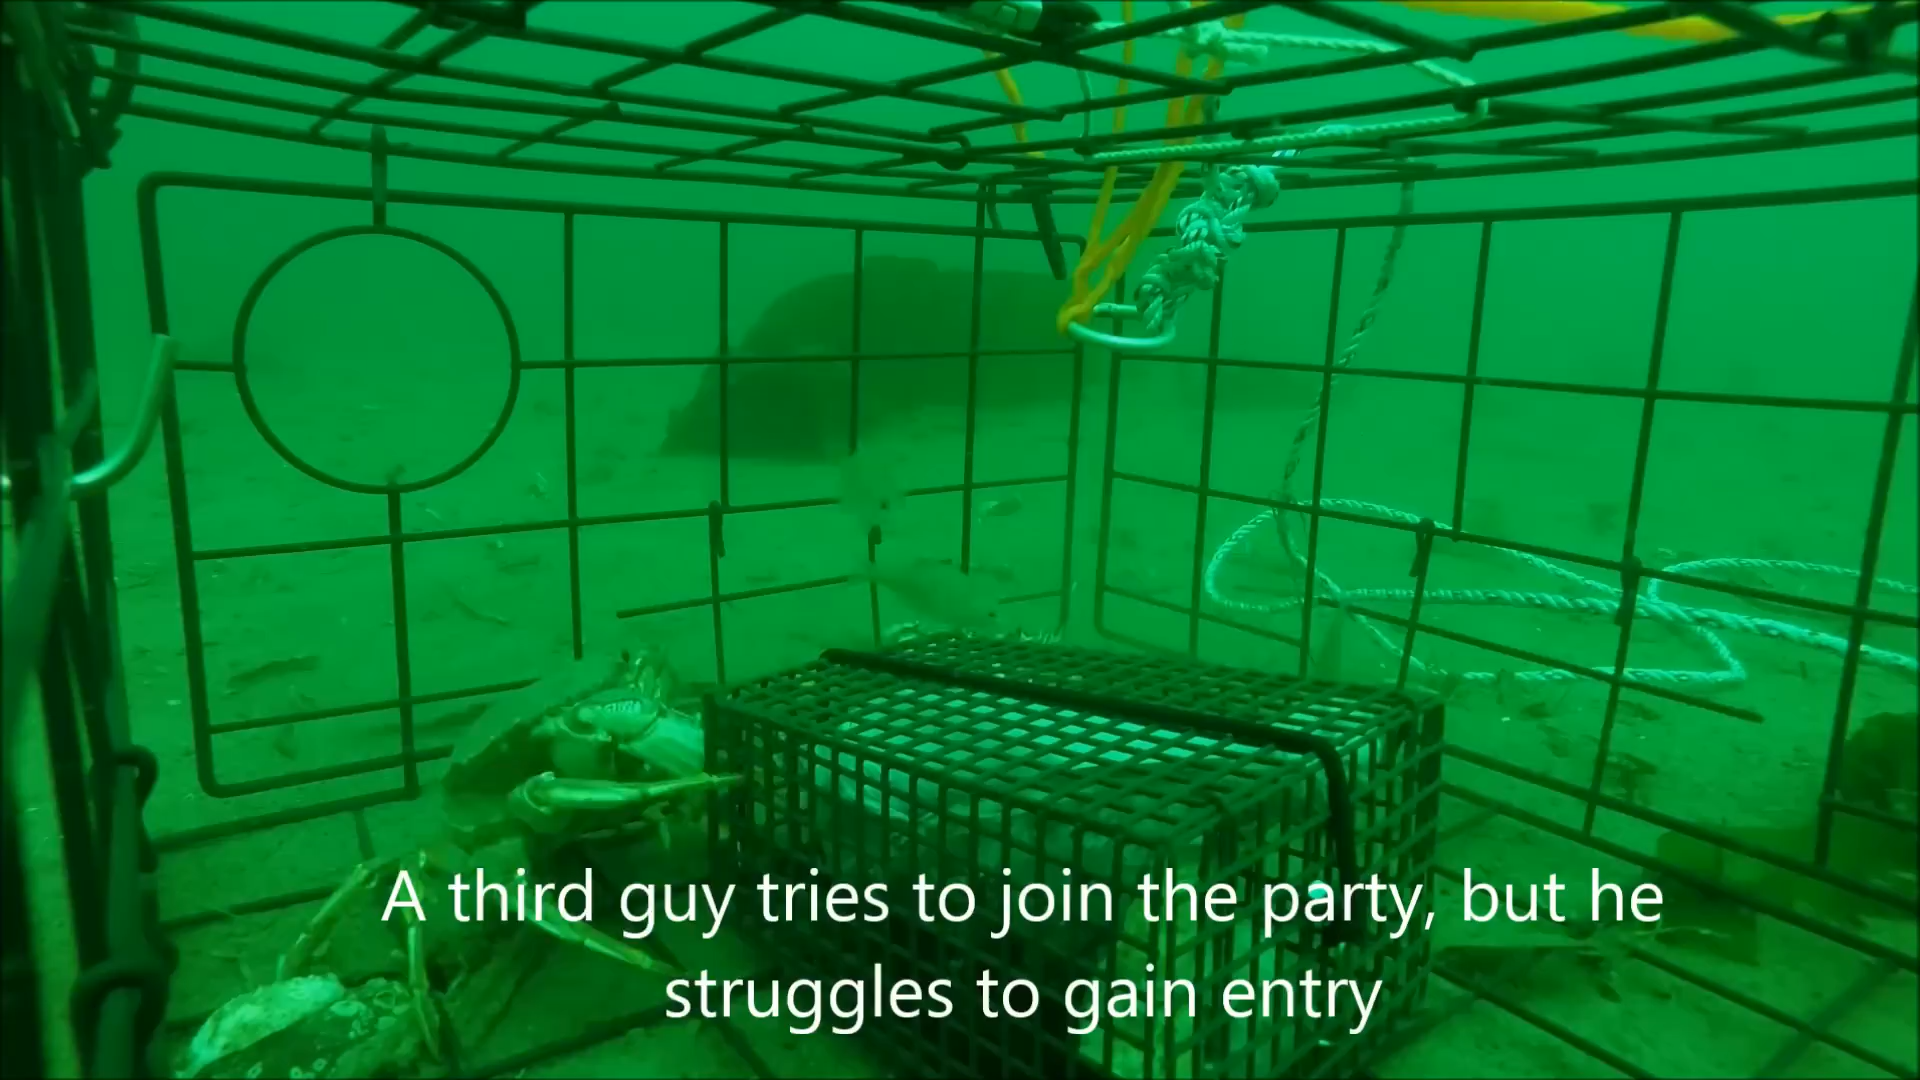 A third guy tries to join the party, but he
struggles to gain entry